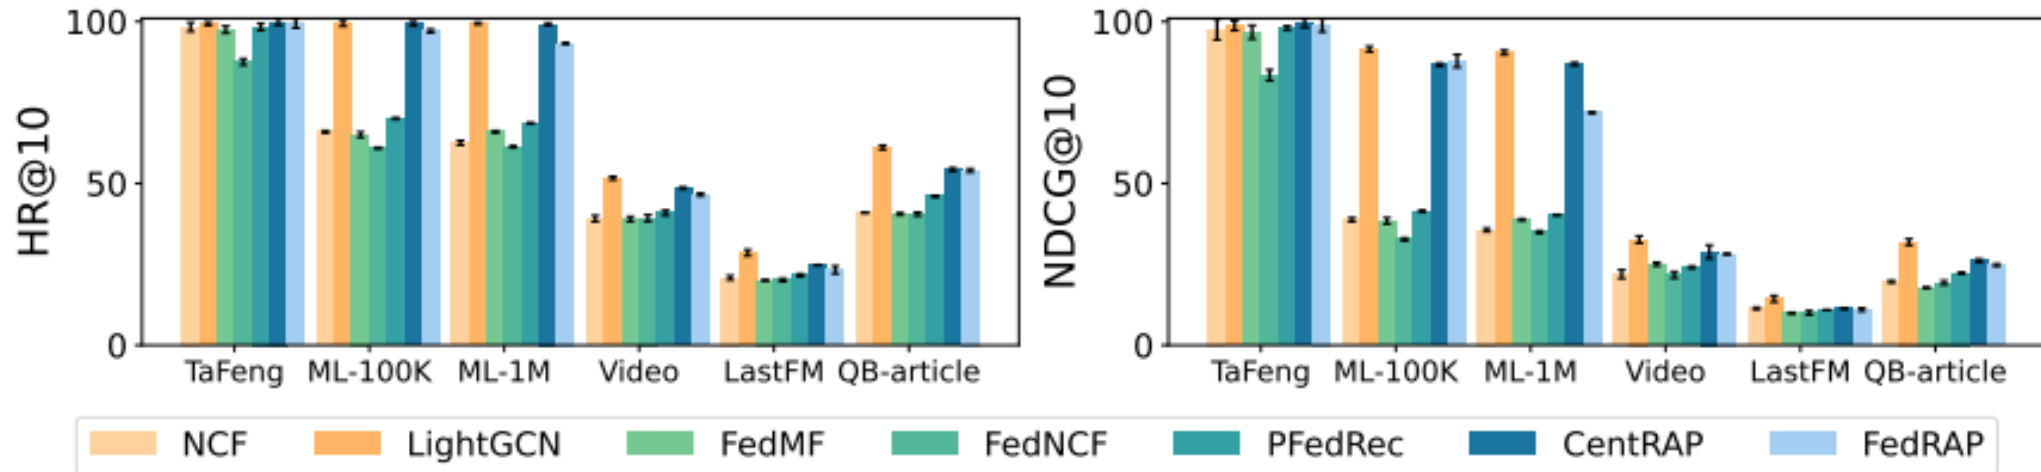 HR@10
100
50
0
TaFeng ML-100K ML-1M Video LastFM QB-article
NDCG@10
100
50
0
TaFeng ML-100K ML-1M Video LastFM QB-article
NCF LightGCN FedMF FedNCF PFedRec CentRAP FedRAP